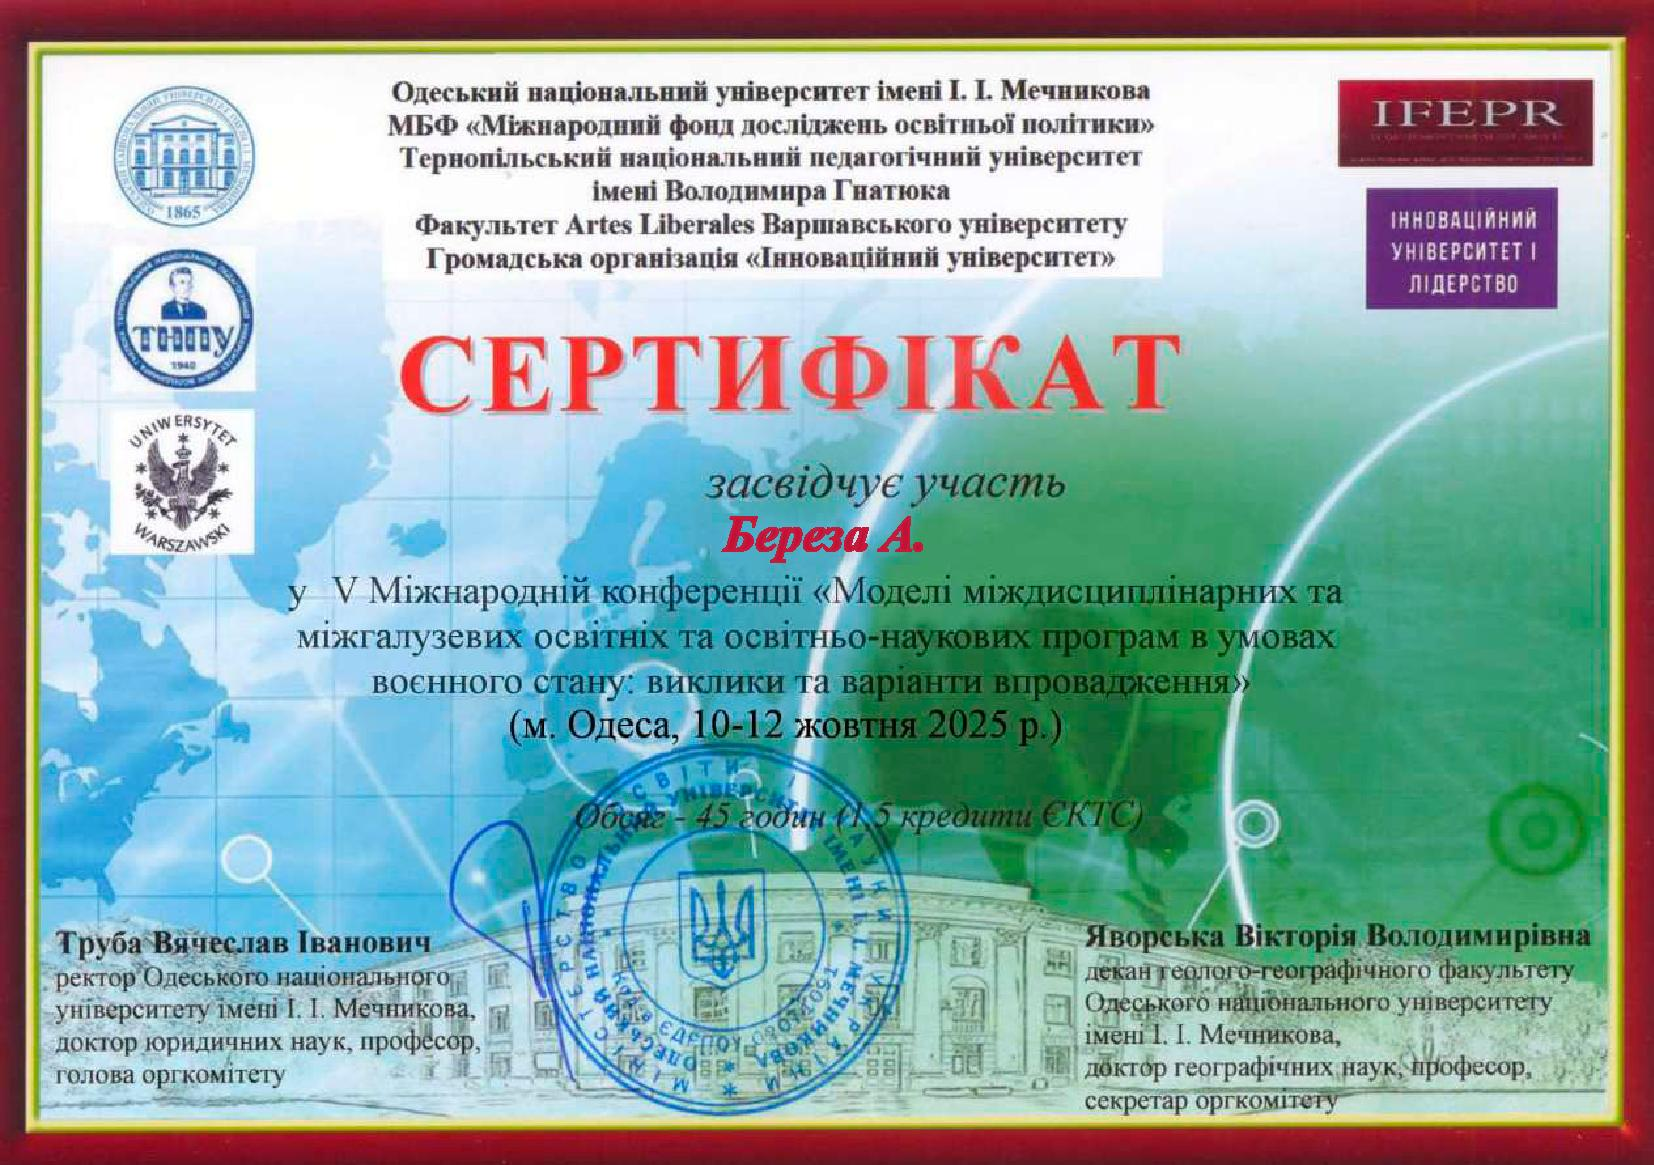 Одеський національний університет імені І. І. Мечникова
МБФ «Міжнародний фонд досліджень освітньої політики»
Тернопільський національний педагогічний університет
імені Володимира Гнатюка
Факультет Artes Liberales Варшавського університету
Громадська організація «Інноваційний університет»
1865
ТНПУ
1940
UNIWERSYTET
WARSZAWSKI
IFEPR
ІННОВАЦІЙНИЙ
УНІВЕРСИТЕТ І
ЛІДЕРСТВО
СЕРТИФІКАТ
засвідчує участь
Береза А.
у V Міжнародній конференції «Моделі міждисциплінарних та
міжгалузевих освітніх та освітньо-наукових програм в умовах
воєнного стану: виклики та варіанти впровадження»
(м. Одеса, 10-12 жовтня 2025 р.)
Обсяг - 45 годин (1,5 кредити ЄКТС)
Труба Вячеслав Іванович
ректор Одеського національного
університету імені І. І. Мечникова,
доктор юридичних наук, професор,
голова оргкомітету
Яворська Вікторія Володимирівна
декан геолого-географічного факультету
Одеського національного університету
імені І. І. Мечникова,
доктор географічних наук, професор,
секретар оргкомітету